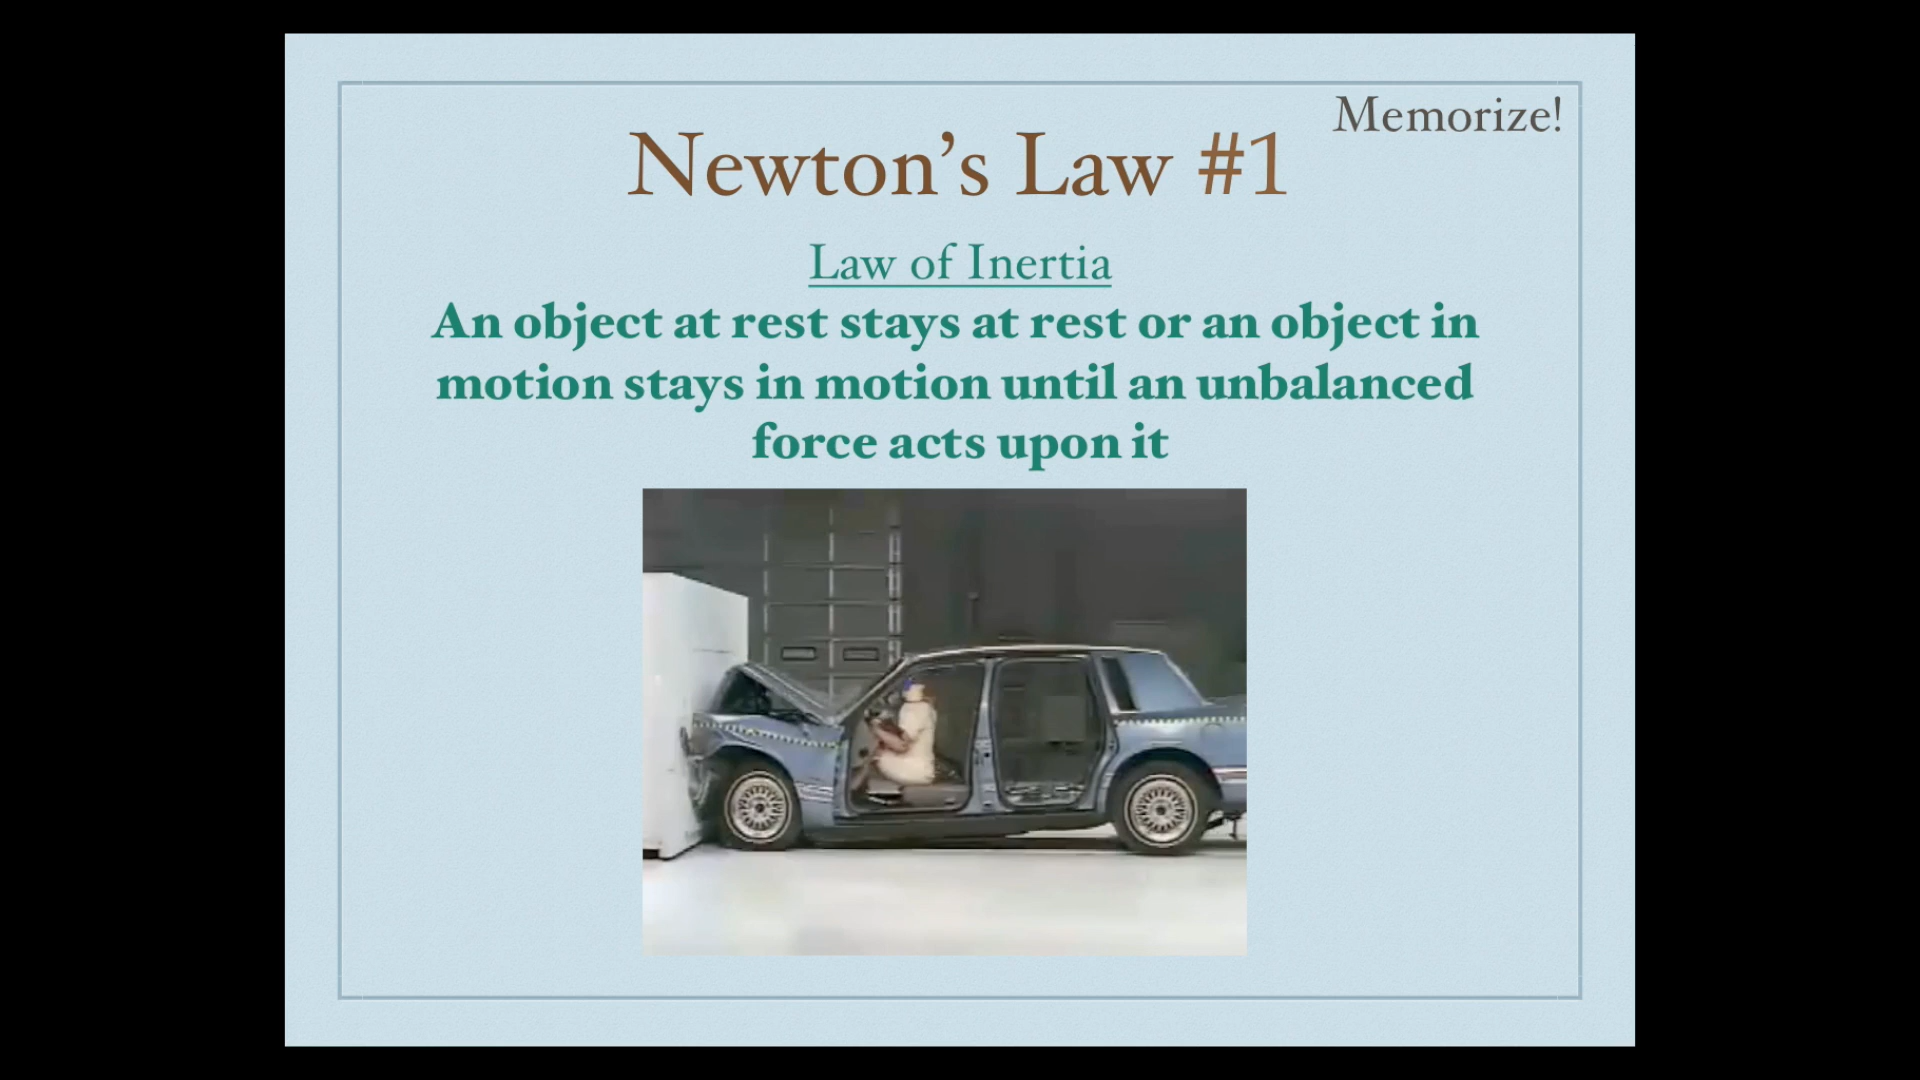 Memorize!
Newton’s Law #1
Law of Inertia
An object at rest stays at rest or an object in
motion stays in motion until an unbalanced
force acts upon it